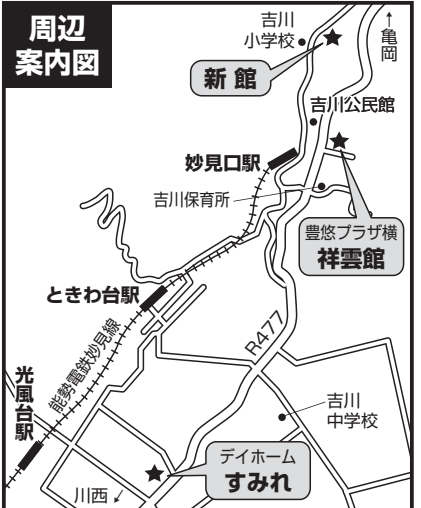 周辺
案内図
吉川
小学校
↑
亀岡
新館
吉川公民館
妙見口駅
吉川保育所
豊悠プラザ横
祥雲館
ときわ台駅
能勢電鉄妙見線
R477
光風台駅
吉川
中学校
デイホーム
すみれ
川西↙